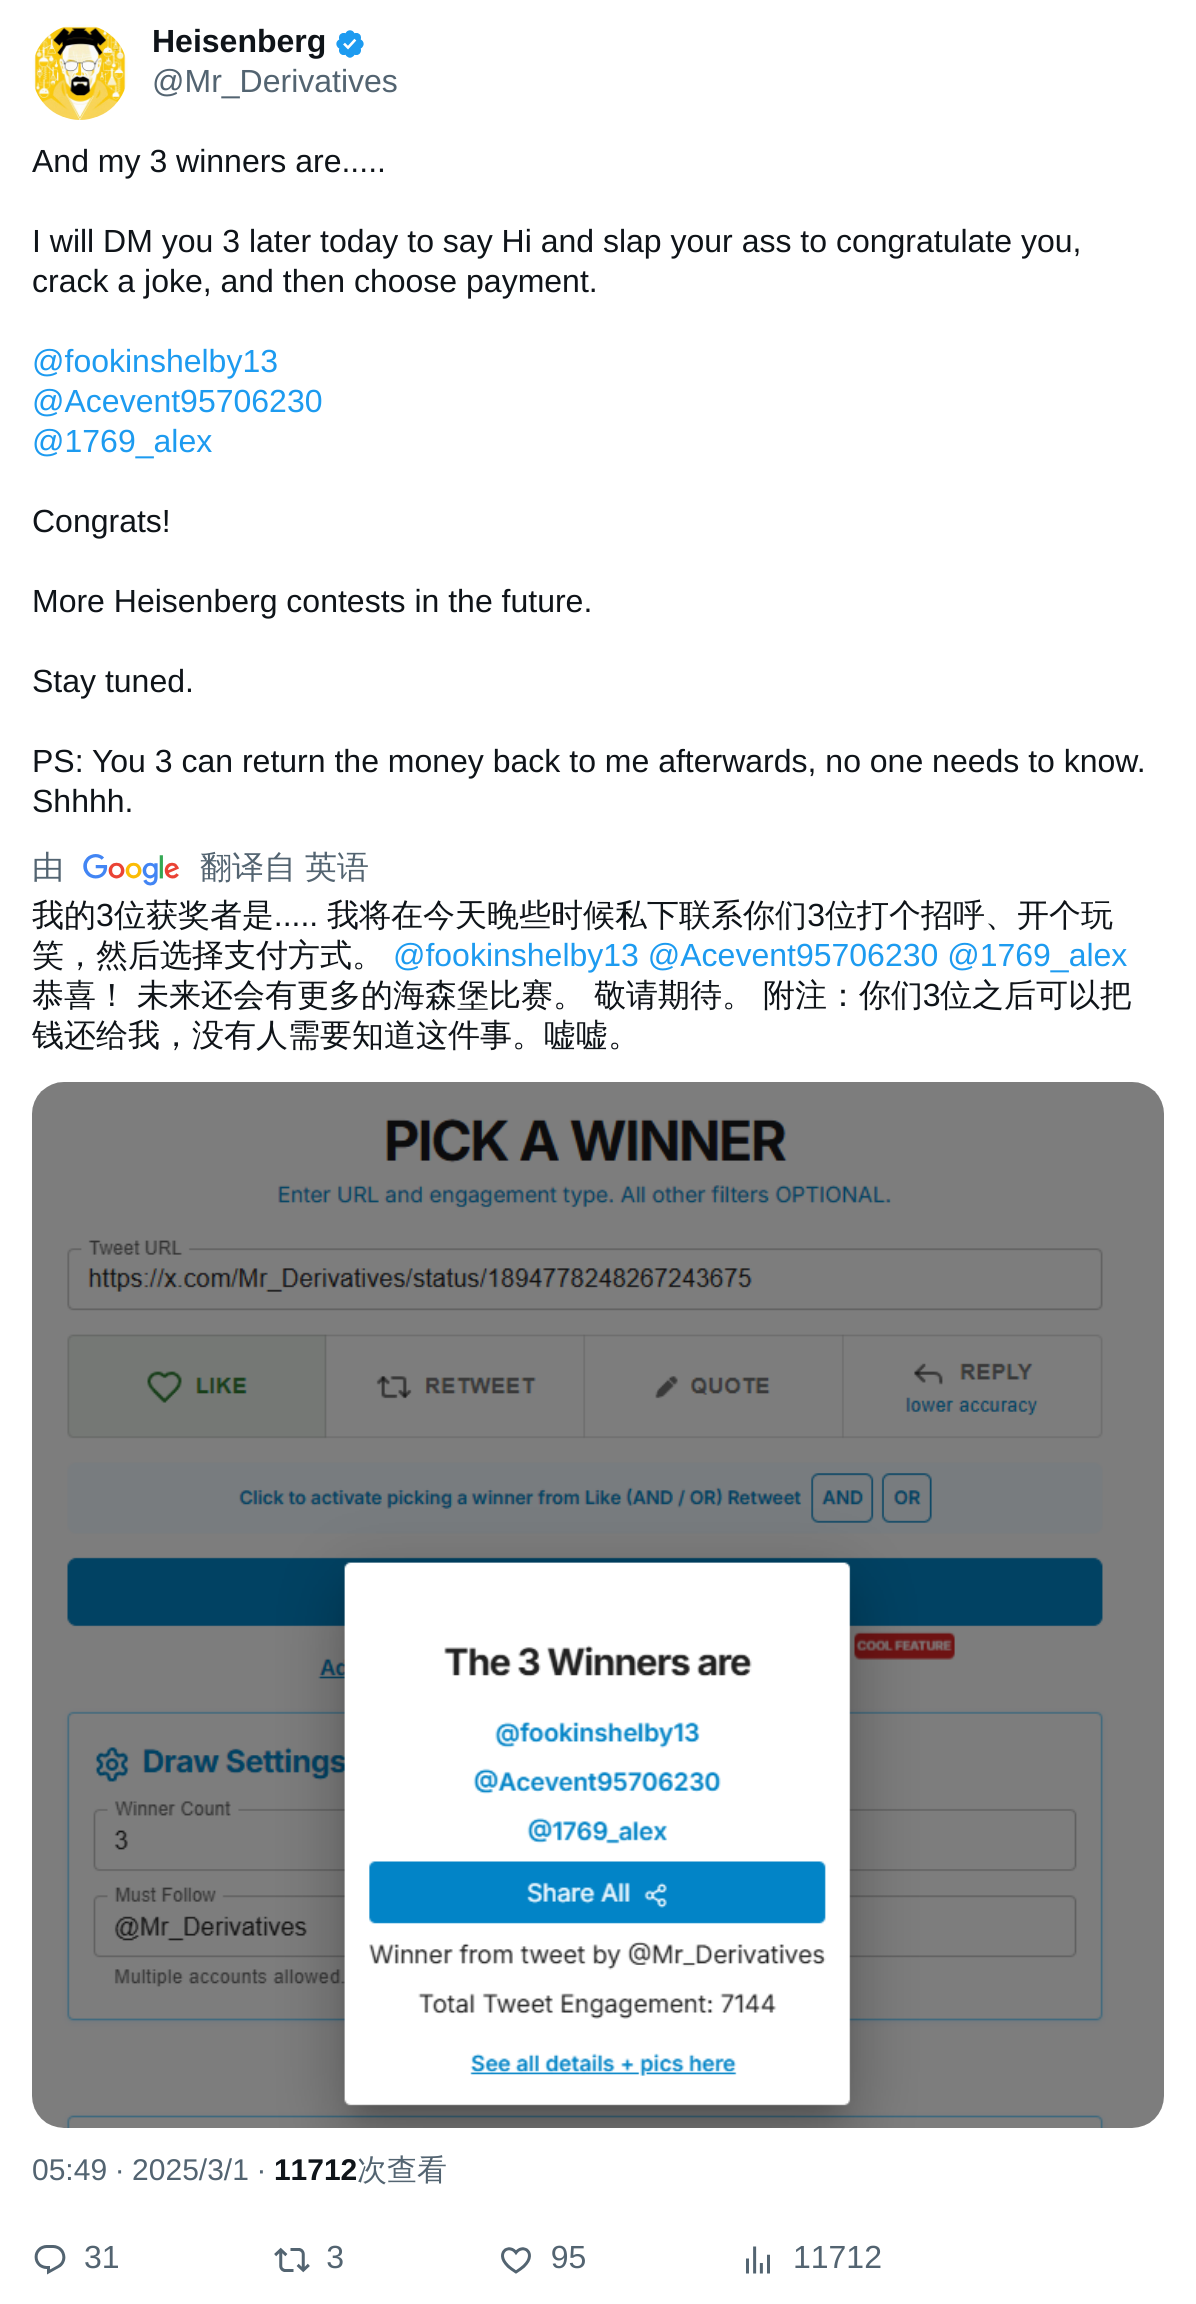 Heisenberg
@Mr_Derivatives
And my 3 winners are.....
I will DM you 3 later today to say Hi and slap your ass to congratulate you,
crack a joke, and then choose payment.
@fookinshelby13
@Acevent95706230
@1769_alex
Congrats!
More Heisenberg contests in the future.
Stay tuned.
PS: You 3 can return the money back to me afterwards, no one needs to know.
Shhhh.
由 Google 翻译自 英语
我的3位获奖者是..... 我将在今天晚些时候私下联系你们3位打个招呼、开个玩
笑，然后选择支付方式。 @fookinshelby13 @Acevent95706230 @1769_alex
恭喜！ 未来还会有更多的海森堡比赛。 敬请期待。 附注：你们3位之后可以把
钱还给我，没有人需要知道这件事。嘘嘘。
PICK A WINNER
Enter URL and engagement type. All other filters OPTIONAL.
Tweet URL
https://x.com/Mr_Derivatives/status/1894778248267243675
LIKE
RETWEET
QUOTE
REPLY
lower accuracy
Click to activate picking a winner from Like (AND / OR) Retweet AND OR
COOL FEATURE
Draw Settings
Winner Count
3
Must Follow
@Mr_Derivatives
Multiple accounts allowed.
The 3 Winners are
@fookinshelby13
@Acevent95706230
@1769_alex
Share All
Winner from tweet by @Mr_Derivatives
Total Tweet Engagement: 7144
See all details + pics here
05:49 · 2025/3/1 · 11712次查看
31 3 95 11712